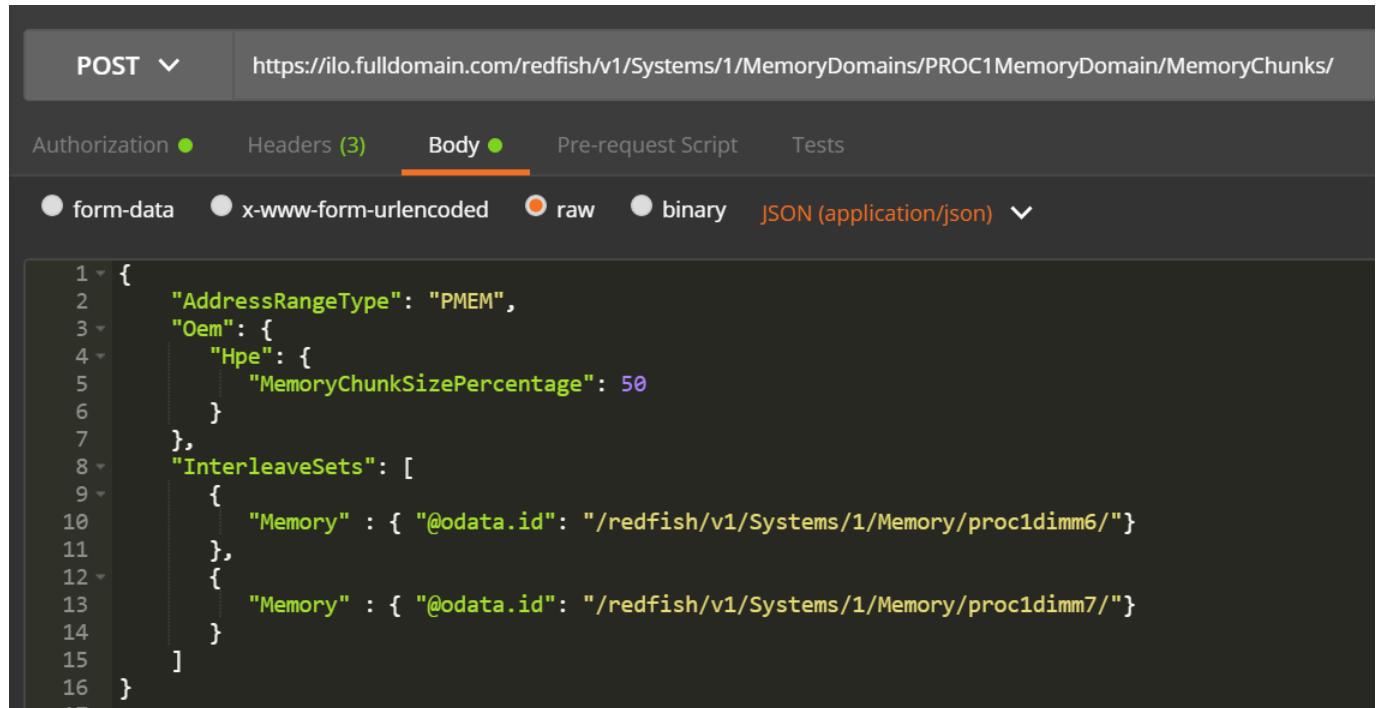 POST https://ilo.fulldomain.com/redfish/v1/Systems/1/MemoryDomains/PROC1MemoryDomain/MemoryChunks/
Authorization Headers (3) Body Pre-request Script Tests
form-data x-www-form-urlencoded raw binary JSON (application/json)
1 {
2 "AddressRangeType": "PMEM",
3 "Oem": {
4 "Hpe": {
5 "MemoryChunkSizePercentage": 50
6 }
7 },
8 "InterleaveSets": [
9 {
10 "Memory" : { "@odata.id": "/redfish/v1/Systems/1/Memory/proc1dimm6/"}
11 },
12 {
13 "Memory" : { "@odata.id": "/redfish/v1/Systems/1/Memory/proc1dimm7/"}
14 }
15 ]
16 }